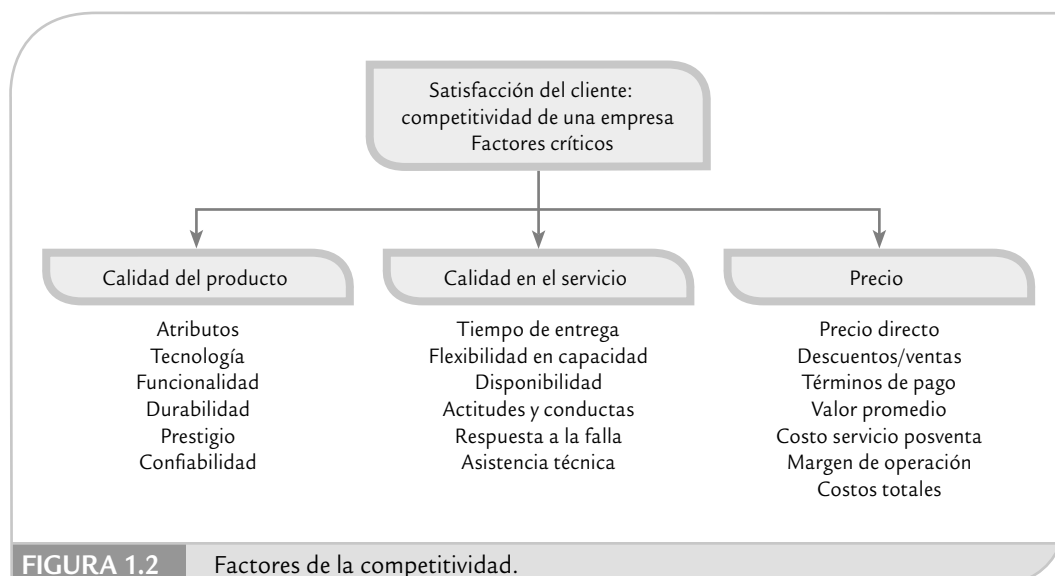 Satisfacción del cliente:
competitividad de una empresa
Factores críticos
Calidad del producto
Atributos
Tecnología
Funcionalidad
Durabilidad
Prestigio
Confiabilidad
Calidad en el servicio
Tiempo de entrega
Flexibilidad en capacidad
Disponibilidad
Actitudes y conductas
Respuesta a la falla
Asistencia técnica
Precio
Precio directo
Descuentos/ventas
Términos de pago
Valor promedio
Costo servicio posventa
Margen de operación
Costos totales
FIGURA 1.2 Factores de la competitividad.